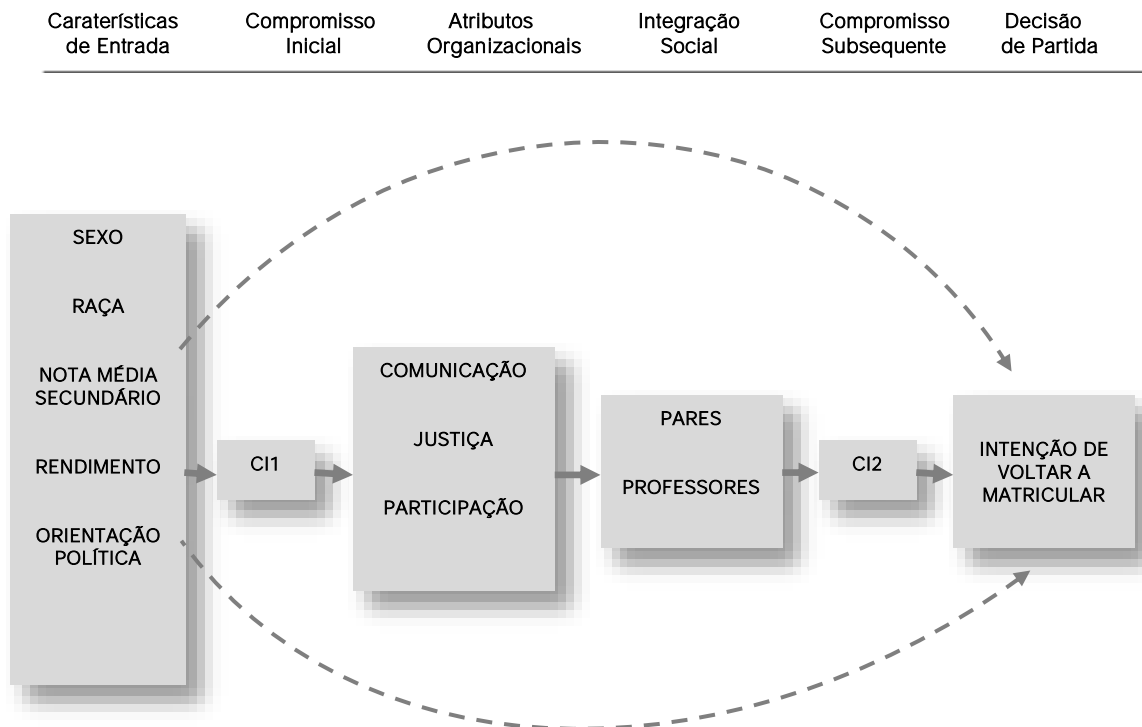 Caraterísticas
de Entrada
Compromisso
Inicial
Atributos
Organizacionais
Integração
Social
Compromisso
Subsequente
Decisão
de Partida
SEXO
RAÇA
NOTA MÉDIA
SECUNDÁRIO
RENDIMENTO
ORIENTAÇÃO
POLÍTICA
CI1
COMUNICAÇÃO
JUSTIÇA
PARTICIPAÇÃO
PARES
PROFESSORES
CI2
INTENÇÃO DE
VOLTAR A
MATRICULAR